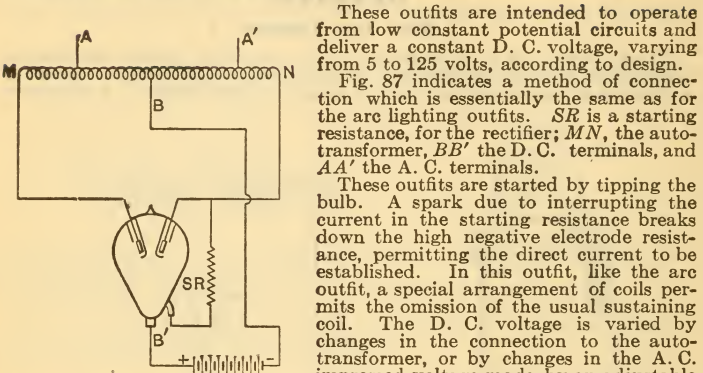 A
A'
M
N
B
A
SR
B'
+
-
These outfits are intended to operate
from low constant potential circuits and
deliver a constant D. C. voltage, varying
from 5 to 125 volts, according to design.
Fig. 87 indicates a method of connec-
tion which is essentially the same as for
the arc lighting outfits. SR is a starting
resistance, for the rectifier; MN, the auto-
transformer, BB' the D. C. terminals, and
AA' the A. C. terminals.
These outfits are started by tipping the
bulb. A spark due to interrupting the
current in the starting resistance breaks
down the high negative electrode resist-
ance, permitting the direct current to be
established. In this outfit, like the arc
outfit, a special arrangement of coils per-
mits the omission of the usual sustaining
coil. The D. C. voltage is varied by
changes in the connection to the auto-
transformer, or by changes in the A. C.